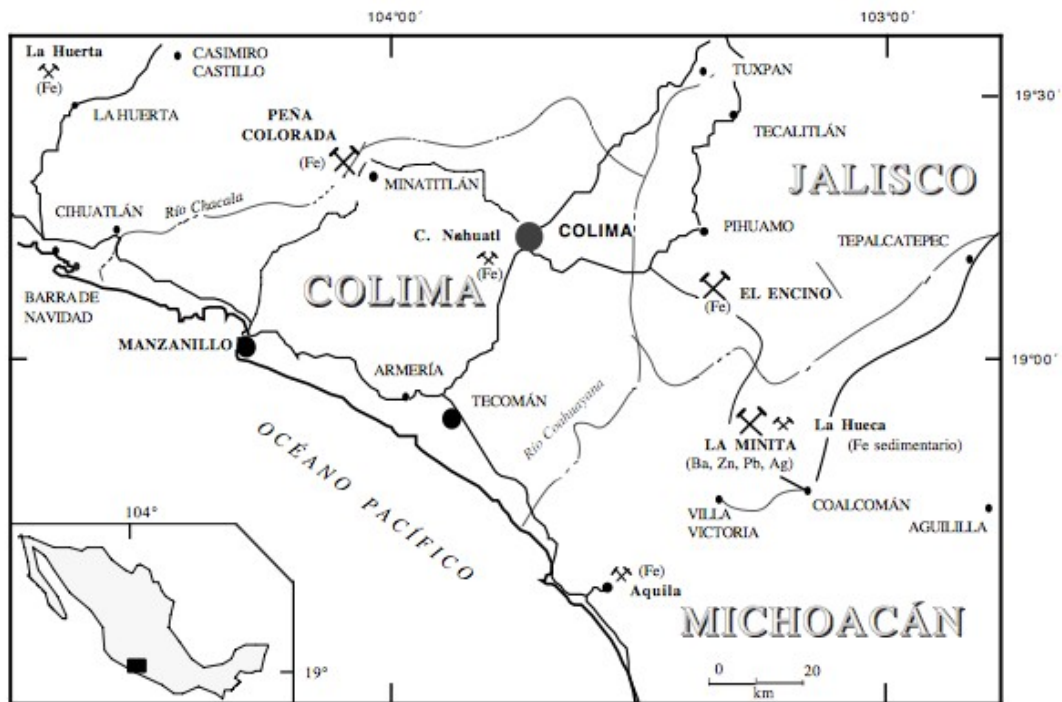 104°00´
103°00´
La Huerta
(Fe)
CASIMIRO
CASTILLO
LA HUERTA
TUXPAN
19°30´
TECALITLÁN
PEÑA
COLORADA
(Fe)
MINATITLÁN
JALISCO
Río Chacala
CIHUATLÁN
C. Nahuatl
(Fe)
COLIMA
PIHUAMO
TEPALCATEPEC
BARRA DE
NAVIDAD
COLIMA
EL ENCINO
(Fe)
MANZANILLO
19°00´
ARMERÍA
TECOMÁN
Río Coahuayana
OCÉANO PACÍFICO
La Hueca
(Fe sedimentario)
LA MINITA
(Ba, Zn, Pb, Ag)
VILLA
VICTORIA
COALCOMÁN
AGUILILLA
(Fe)
Aquila
MICHOACÁN
104°
19°
0 20
km